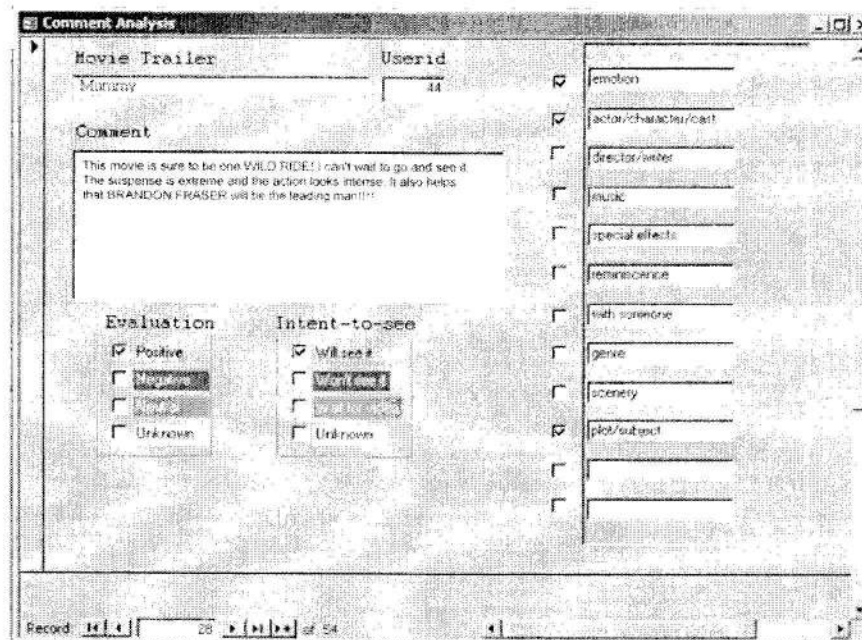 Comment Analysis
Movie Trailer
Userid
Mummy
44
Comment
This movie is sure to be one WILD RIDE! I can't wait to go and see it.
The suspense is extreme and the action looks intense. It also helps
that BRANDON FRASER will be the leading man!!!!
Evaluation
Positive
Negative
Unknown
Intent-to-see
Will see it
Won't see it
Unknown
emotion
actor/character/cast
director/writer
music
special effects
reminiscence
with someone
genre
scenery
plot/subject
Record: 28 of 54